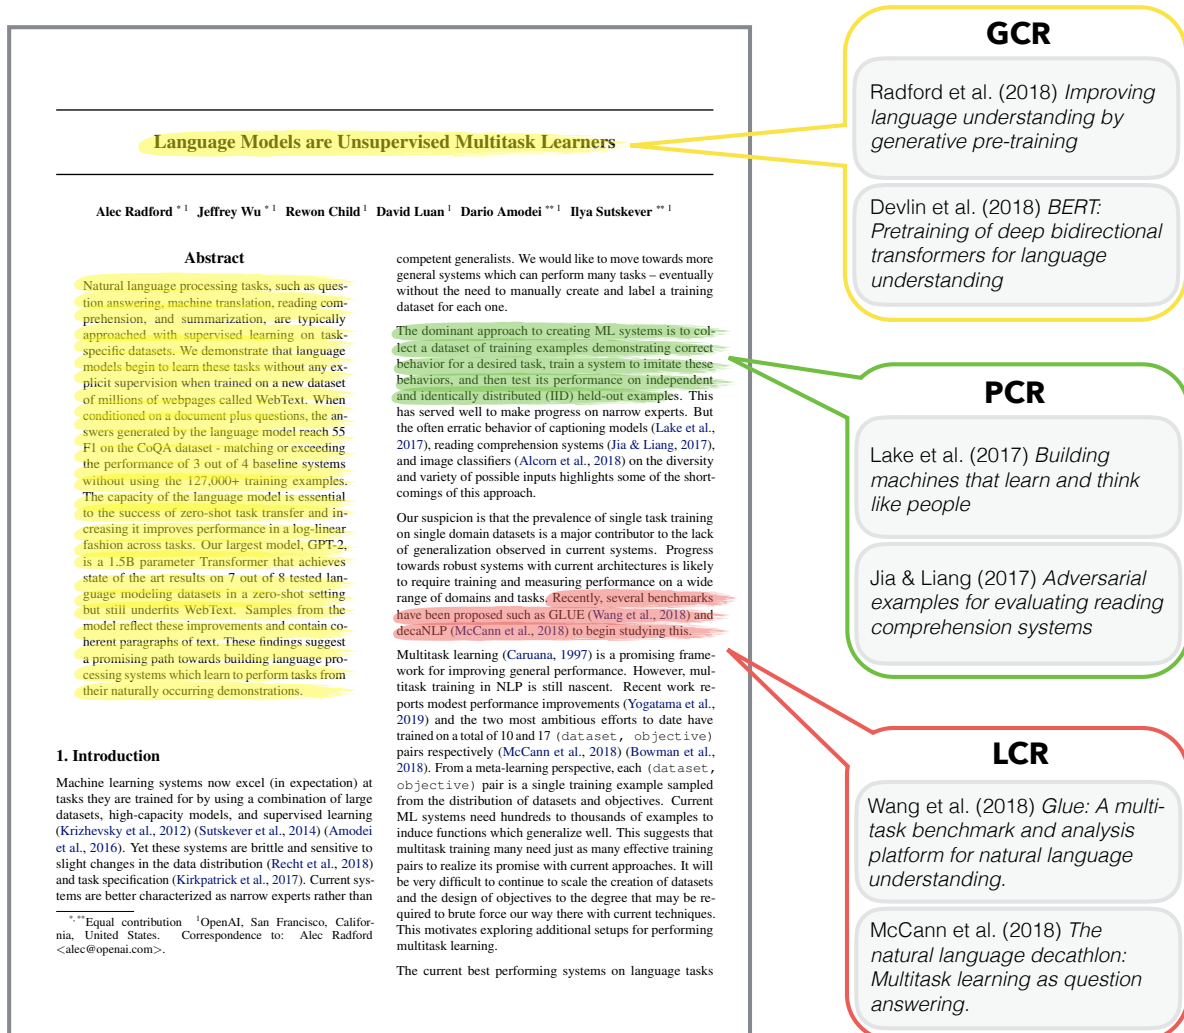 Language Models are Unsupervised Multitask Learners
Alec Radford * 1 Jeffrey Wu * 1 Rewon Child 1 David Luan 1 Dario Amodei ** 1 Ilya Sutskever ** 1
Abstract
Natural language processing tasks, such as ques-
tion answering, machine translation, reading com-
prehension, and summarization, are typically
approached with supervised learning on task-
specific datasets. We demonstrate that language
models begin to learn these tasks without any ex-
plicit supervision when trained on a new dataset
of millions of webpages called WebText. When
conditioned on a document plus questions, the an-
swers generated by the language model reach 55
F1 on the CoQA dataset - matching or exceeding
the performance of 3 out of 4 baseline systems
without using the 127,000+ training examples.
The capacity of the language model is essential
to the success of zero-shot task transfer and in-
creasing it improves performance in a log-linear
fashion across tasks. Our largest model, GPT-2,
is a 1.5B parameter Transformer that achieves
state of the art results on 7 out of 8 tested lan-
guage modeling datasets in a zero-shot setting
but still underfits WebText. Samples from the
model reflect these improvements and contain co-
herent paragraphs of text. These findings suggest
a promising path towards building language pro-
cessing systems which learn to perform tasks from
their naturally occurring demonstrations.
1. Introduction
Machine learning systems now excel (in expectation) at
tasks they are trained for by using a combination of large
datasets, high-capacity models, and supervised learning
(Krizhevsky et al., 2012) (Sutskever et al., 2014) (Amodei
et al., 2016). Yet these systems are brittle and sensitive to
slight changes in the data distribution (Recht et al., 2018)
and task specification (Kirkpatrick et al., 2017). Current sys-
tems are better characterized as narrow experts rather than
*,**Equal contribution 1OpenAI, San Francisco, Califor-
nia, United States. Correspondence to: Alec Radford
<alec@openai.com>.
competent generalists. We would like to move towards more
general systems which can perform many tasks – eventually
without the need to manually create and label a training
dataset for each one.
The dominant approach to creating ML systems is to col-
lect a dataset of training examples demonstrating correct
behavior for a desired task, train a system to imitate these
behaviors, and then test its performance on independent
and identically distributed (IID) held-out examples. This
has served well to make progress on narrow experts. But
the often erratic behavior of captioning models (Lake et al.,
2017), reading comprehension systems (Jia & Liang, 2017),
and image classifiers (Alcorn et al., 2018) on the diversity
and variety of possible inputs highlights some of the short-
comings of this approach.
Our suspicion is that the prevalence of single task training
on single domain datasets is a major contributor to the lack
of generalization observed in current systems. Progress
towards robust systems with current architectures is likely
to require training and measuring performance on a wide
range of domains and tasks. Recently, several benchmarks
have been proposed such as GLUE (Wang et al., 2018) and
decaNLP (McCann et al., 2018) to begin studying this.
Multitask learning (Caruana, 1997) is a promising frame-
work for improving general performance. However, mul-
titask training in NLP is still nascent. Recent work re-
ports modest performance improvements (Yogatama et al.,
2019) and the two most ambitious efforts to date have
trained on a total of 10 and 17 (dataset, objective)
pairs respectively (McCann et al., 2018) (Bowman et al.,
2018). From a meta-learning perspective, each (dataset,
objective) pair is a single training example sampled
from the distribution of datasets and objectives. Current
ML systems need hundreds to thousands of examples to
induce functions which generalize well. This suggests that
multitask training many need just as many effective training
pairs to realize its promise with current approaches. It will
be very difficult to continue to scale the creation of datasets
and the design of objectives to the degree that may be re-
quired to brute force our way there with current techniques.
This motivates exploring additional setups for performing
multitask learning.
The current best performing systems on language tasks
GCR
Radford et al. (2018) Improving
language understanding by
generative pre-training
Devlin et al. (2018) BERT:
Pretraining of deep bidirectional
transformers for language
understanding
PCR
Lake et al. (2017) Building
machines that learn and think
like people
Jia & Liang (2017) Adversarial
examples for evaluating reading
comprehension systems
LCR
Wang et al. (2018) Glue: A multi-
task benchmark and analysis
platform for natural language
understanding.
McCann et al. (2018) The
natural language decathlon:
Multitask learning as question
answering.